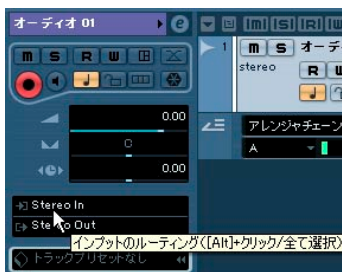 オーディオ 01
M S R W
0.00
C
0.00
Stereo In
Stereo Out
インプットのルーティング([Alt]+クリック/全て選択)
トラックプリセットなし
M S R W
1 M S オーデ
stereo R W
アレンジャチェーン
A